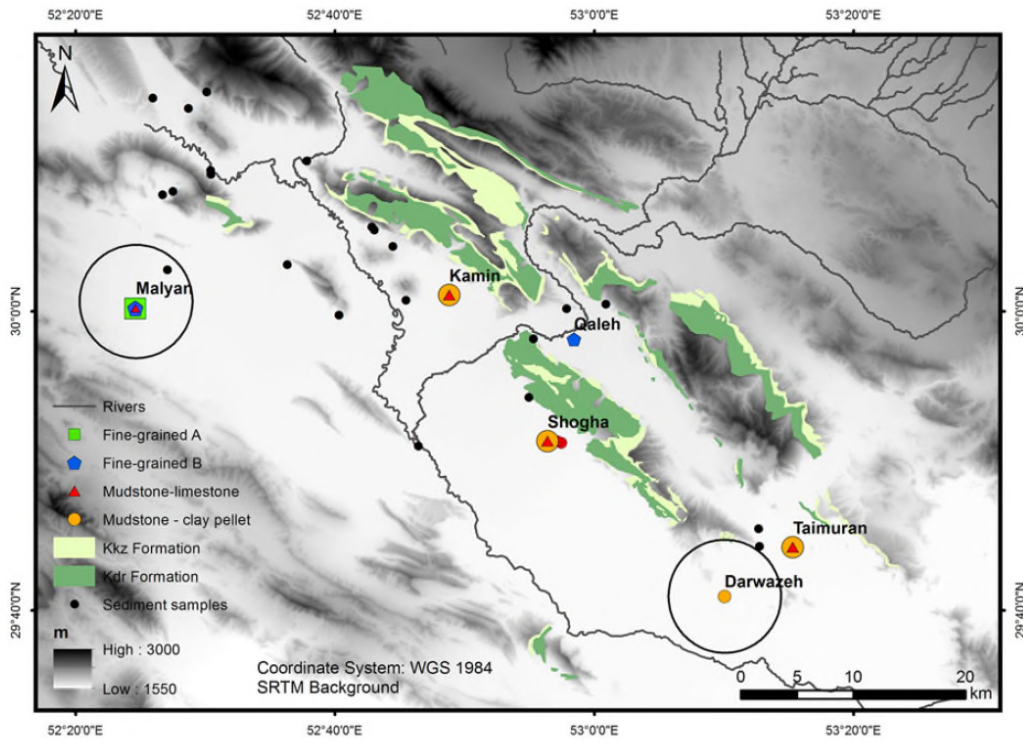 52°20'0"E 52°40'0"E 53°0'0"E 53°20'0"E
N
Kamin
Malyan
30°0'0"N
30°0'0"N
Qaleh
Rivers
Fine-grained A
Shogha
Fine-grained B
Mudstone-limestone
Mudstone - clay pellet
Taimuran
Kkz Formation
Kdr Formation
Darwazeh
Sediment samples
29°40'0"N
29°40'0"N
m
High : 3000
Low : 1550
Coordinate System: WGS 1984
SRTM Background
0 5 10 20
km
52°20'0"E 52°40'0"E 53°0'0"E 53°20'0"E